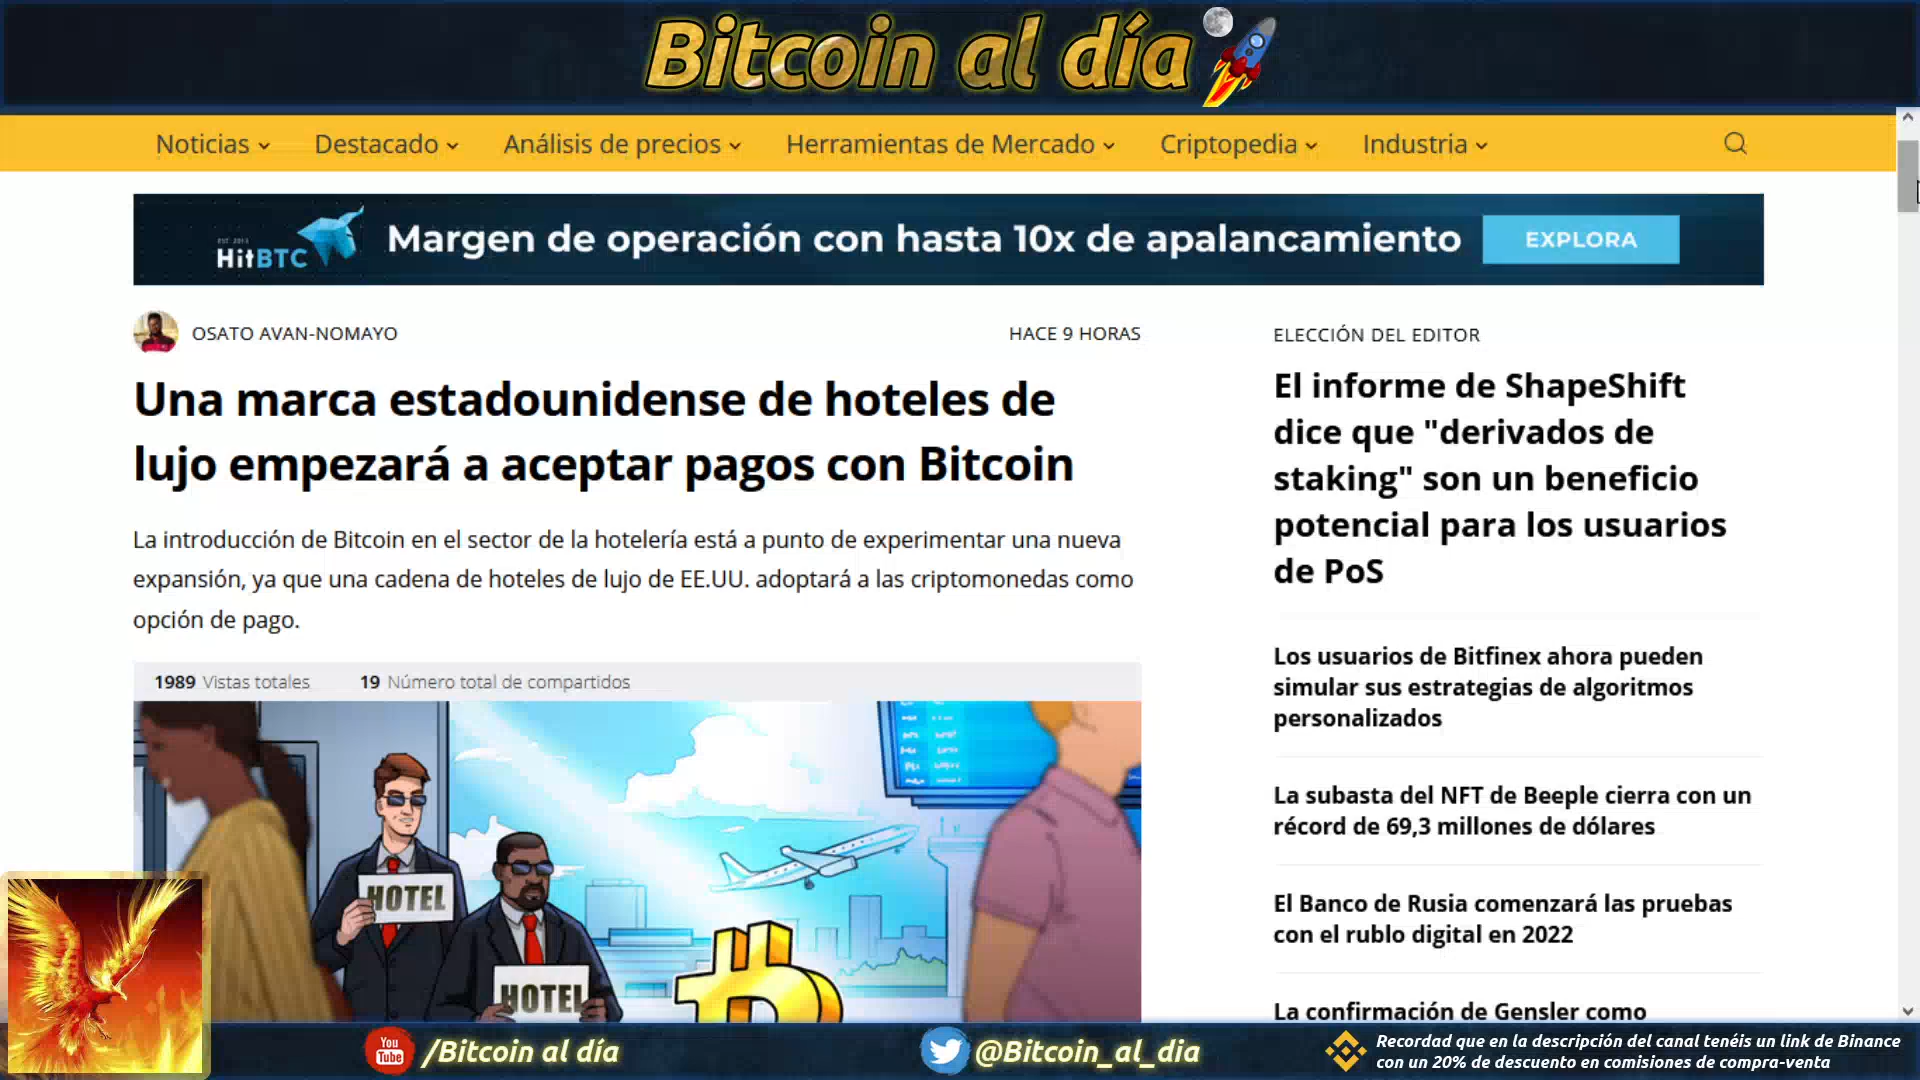 Bitcoin al día
Noticias
Destacado
Análisis de precios
Herramientas de Mercado
Criptopedia
Industria
HitBTC
Margen de operación con hasta 10x de apalancamiento
EXPLORA
OSATO AVAN-NOMAYO
HACE 9 HORAS
Una marca estadounidense de hoteles de
lujo empezará a aceptar pagos con Bitcoin
La introducción de Bitcoin en el sector de la hotelería está a punto de experimentar una nueva
expansión, ya que una cadena de hoteles de lujo de EE.UU. adoptará a las criptomonedas como
opción de pago.
1989 Vistas totales
19 Número total de compartidos
HOTEL
HOTEL
ELECCIÓN DEL EDITOR
El informe de ShapeShift
dice que "derivados de
staking" son un beneficio
potencial para los usuarios
de PoS
Los usuarios de Bitfinex ahora pueden
simular sus estrategias de algoritmos
personalizados
La subasta del NFT de Beeple cierra con un
récord de 69,3 millones de dólares
El Banco de Rusia comenzará las pruebas
con el rublo digital en 2022
La confirmación de Gensler como
You
Tube
/Bitcoin al día
@Bitcoin_al_dia
Recordad que en la descripción del canal tenéis un link de Binance
con un 20% de descuento en comisiones de compra-venta